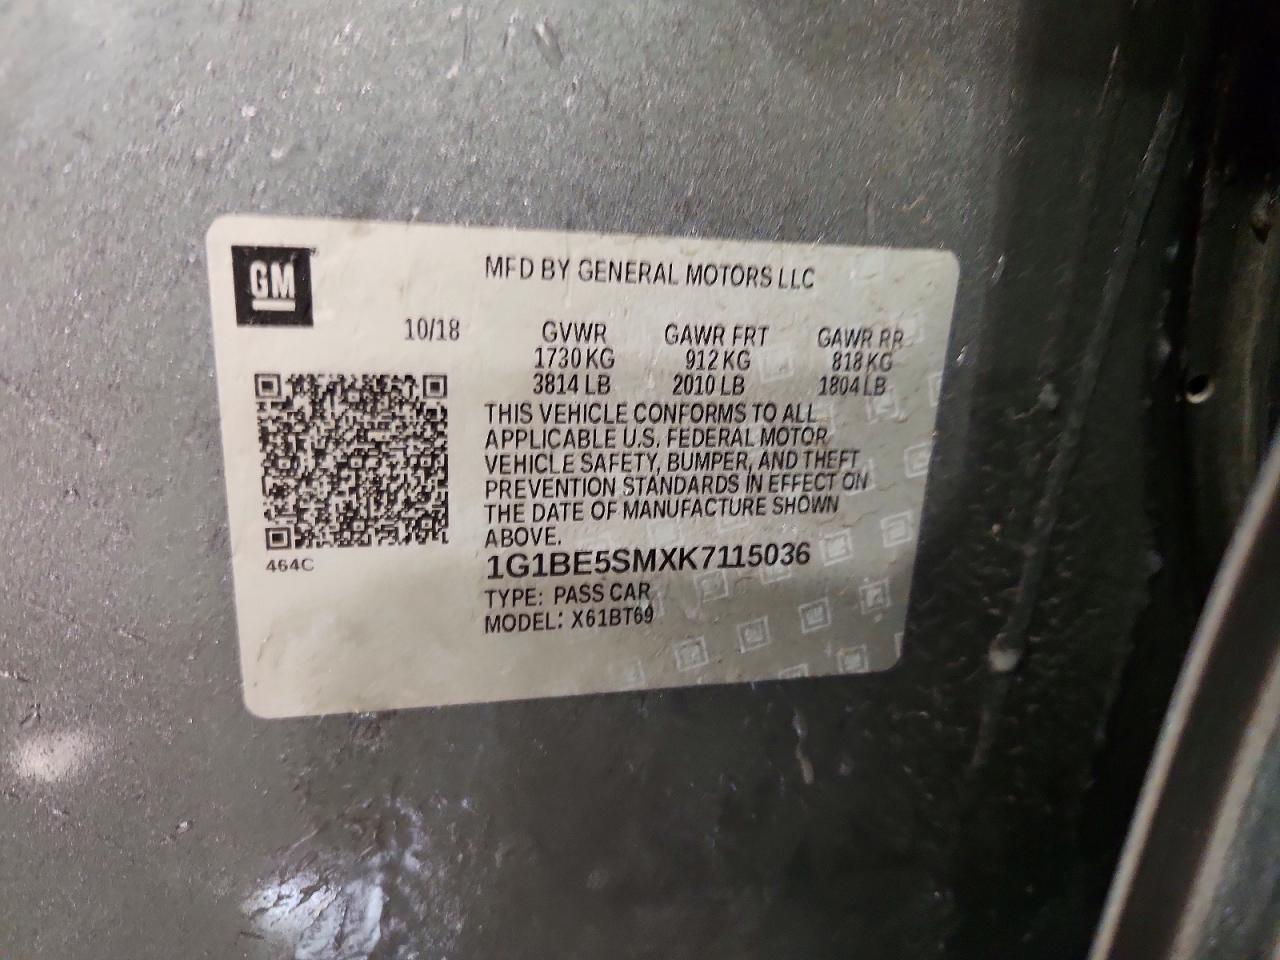 GM
MFD BY GENERAL MOTORS LLC
10/18 GVWR GAWR FRT GAWR RR
1730 KG 912 KG 818 KG
3814 LB 2010 LB 1804 LB
THIS VEHICLE CONFORMS TO ALL
APPLICABLE U.S. FEDERAL MOTOR
VEHICLE SAFETY, BUMPER, AND THEFT
PREVENTION STANDARDS IN EFFECT ON
THE DATE OF MANUFACTURE SHOWN
ABOVE.
464C
1G1BE5SMXK7115036
TYPE: PASS CAR
MODEL: X61BT69